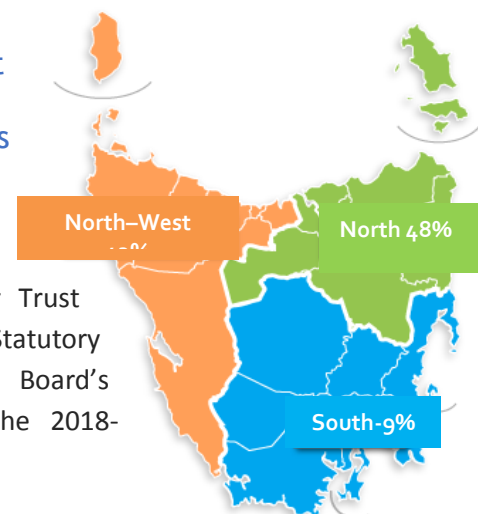 t
s
North–West
North 48%
Trust
Statutory
Board's
he 2018-
South-9%